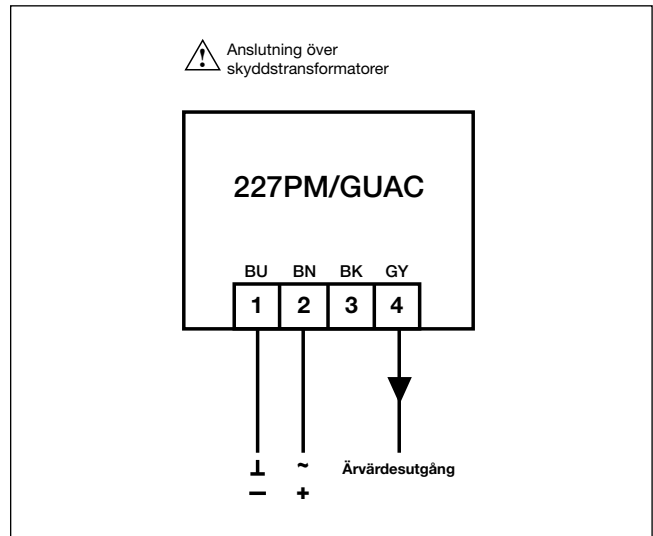 Anslutning över
skyddstransformatorer
227PM/GUAC
BU BN BK GY
1 2 3 4
⊥ ~ Ärvärdesutgång
− +